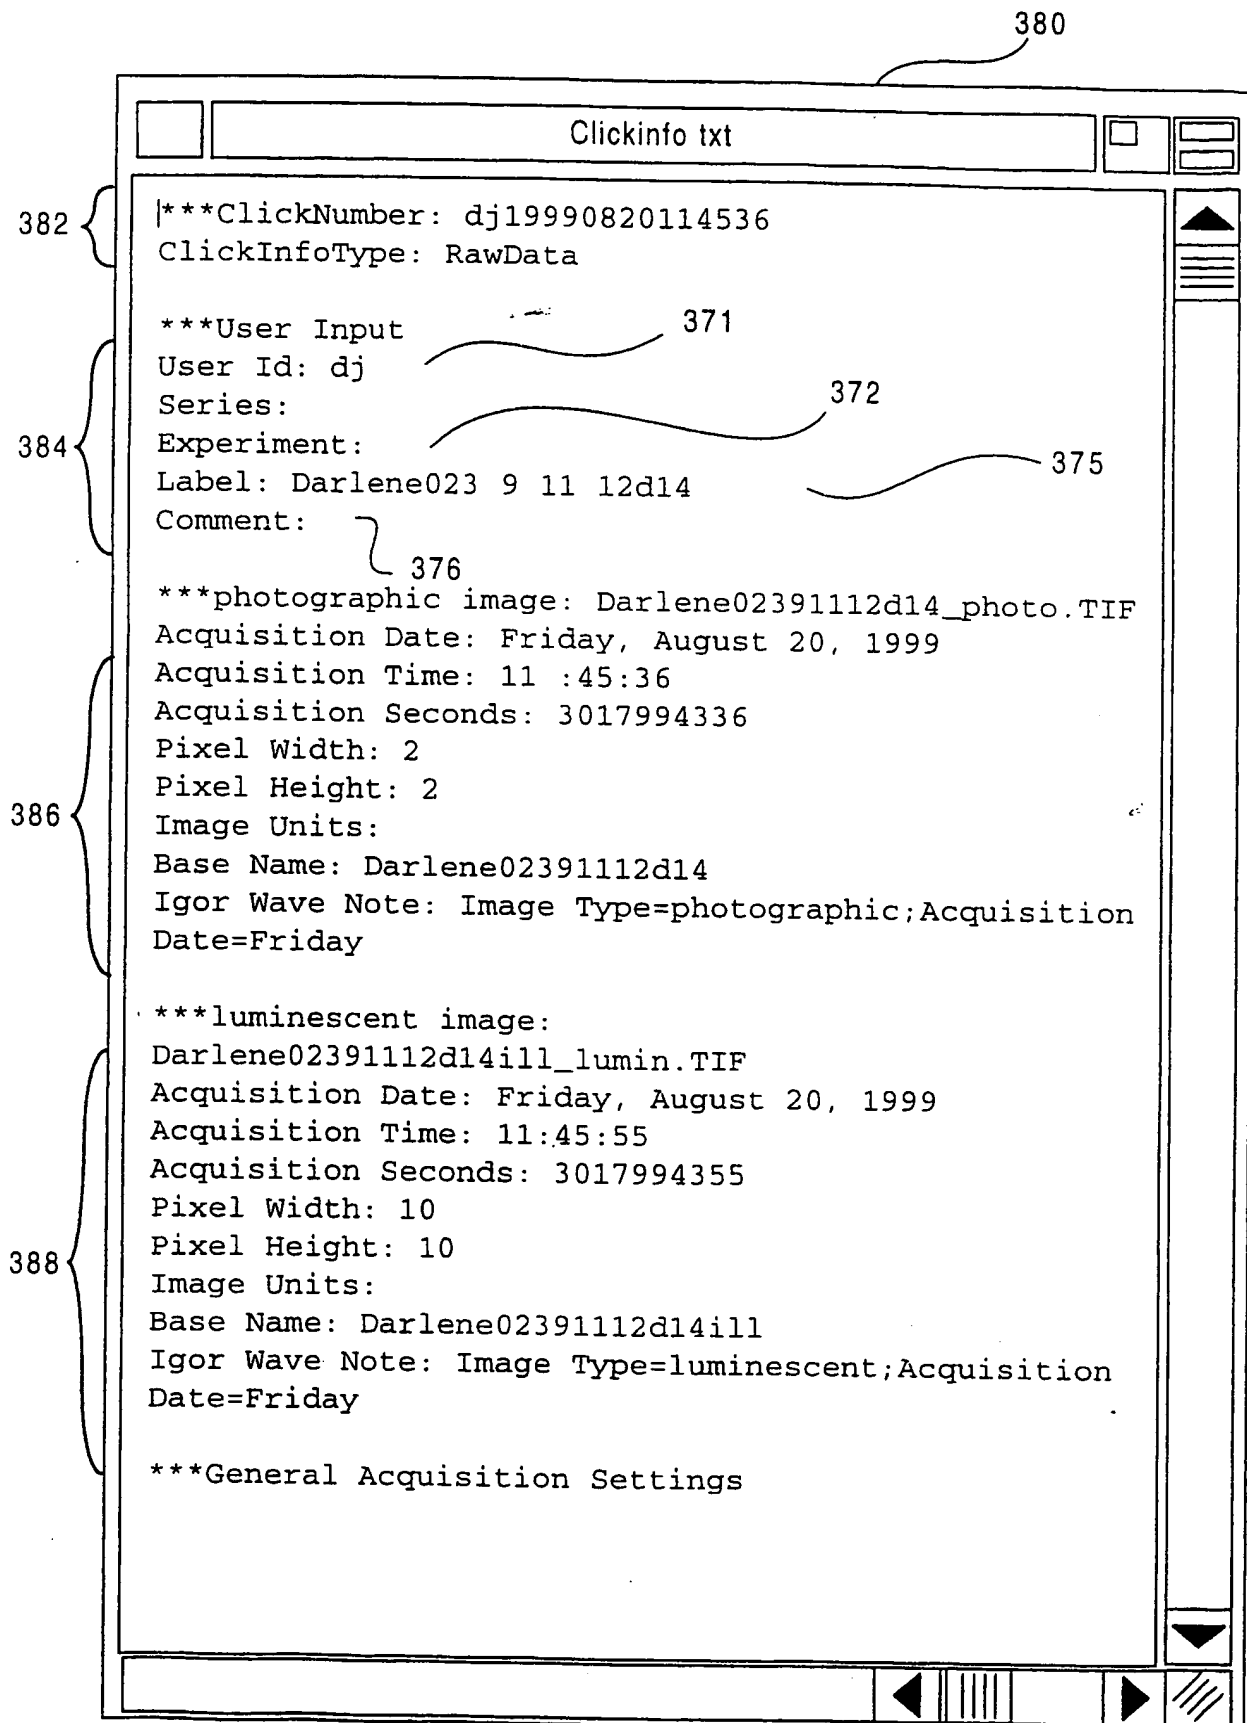 380
Clickinfo txt
382
***ClickNumber: dj19990820114536
ClickInfoType: RawData
***User Input
371
User Id: dj
Series:
372
384
Experiment:
Label: Darlene023 9 11 12d14
375
Comment:
376
***photographic image: Darlene02391112d14_photo.TIF
Acquisition Date: Friday, August 20, 1999
Acquisition Time: 11 :45:36
Acquisition Seconds: 3017994336
Pixel Width: 2
Pixel Height: 2
386
Image Units:
Base Name: Darlene02391112d14
Igor Wave Note: Image Type=photographic;Acquisition
Date=Friday
***luminescent image:
Darlene02391112d14ill_lumin.TIF
Acquisition Date: Friday, August 20, 1999
Acquisition Time: 11:45:55
Acquisition Seconds: 3017994355
Pixel Width: 10
Pixel Height: 10
388
Image Units:
Base Name: Darlene02391112d14ill
Igor Wave Note: Image Type=luminescent;Acquisition
Date=Friday
***General Acquisition Settings